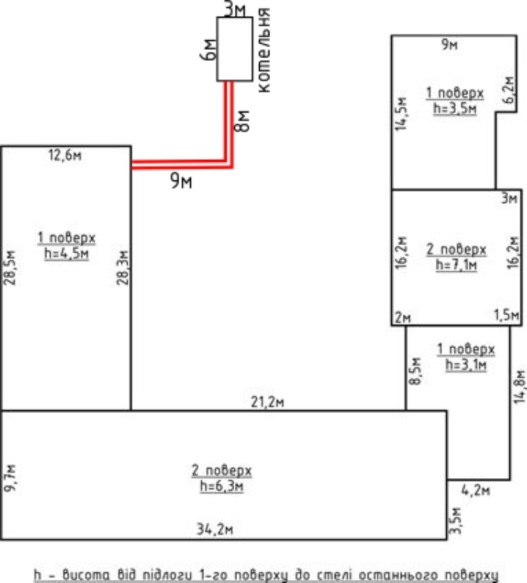 3м
6м
котельня
8м
9м
9м
6,2м
14,5м
1 поверх
h=3,5м
3м
12,6м
1 поверх
h=4,5м
28,5м
28,3м
16,2м
2 поверх
h=7,1м
16,2м
2м
1,5м
1 поверх
h=3,1м
8,5м
14,8м
21,2м
9,7м
2 поверх
h=6,3м
4,2м
3,5м
34,2м
h - висота від підлоги 1-го поверху до стелі останнього поверху